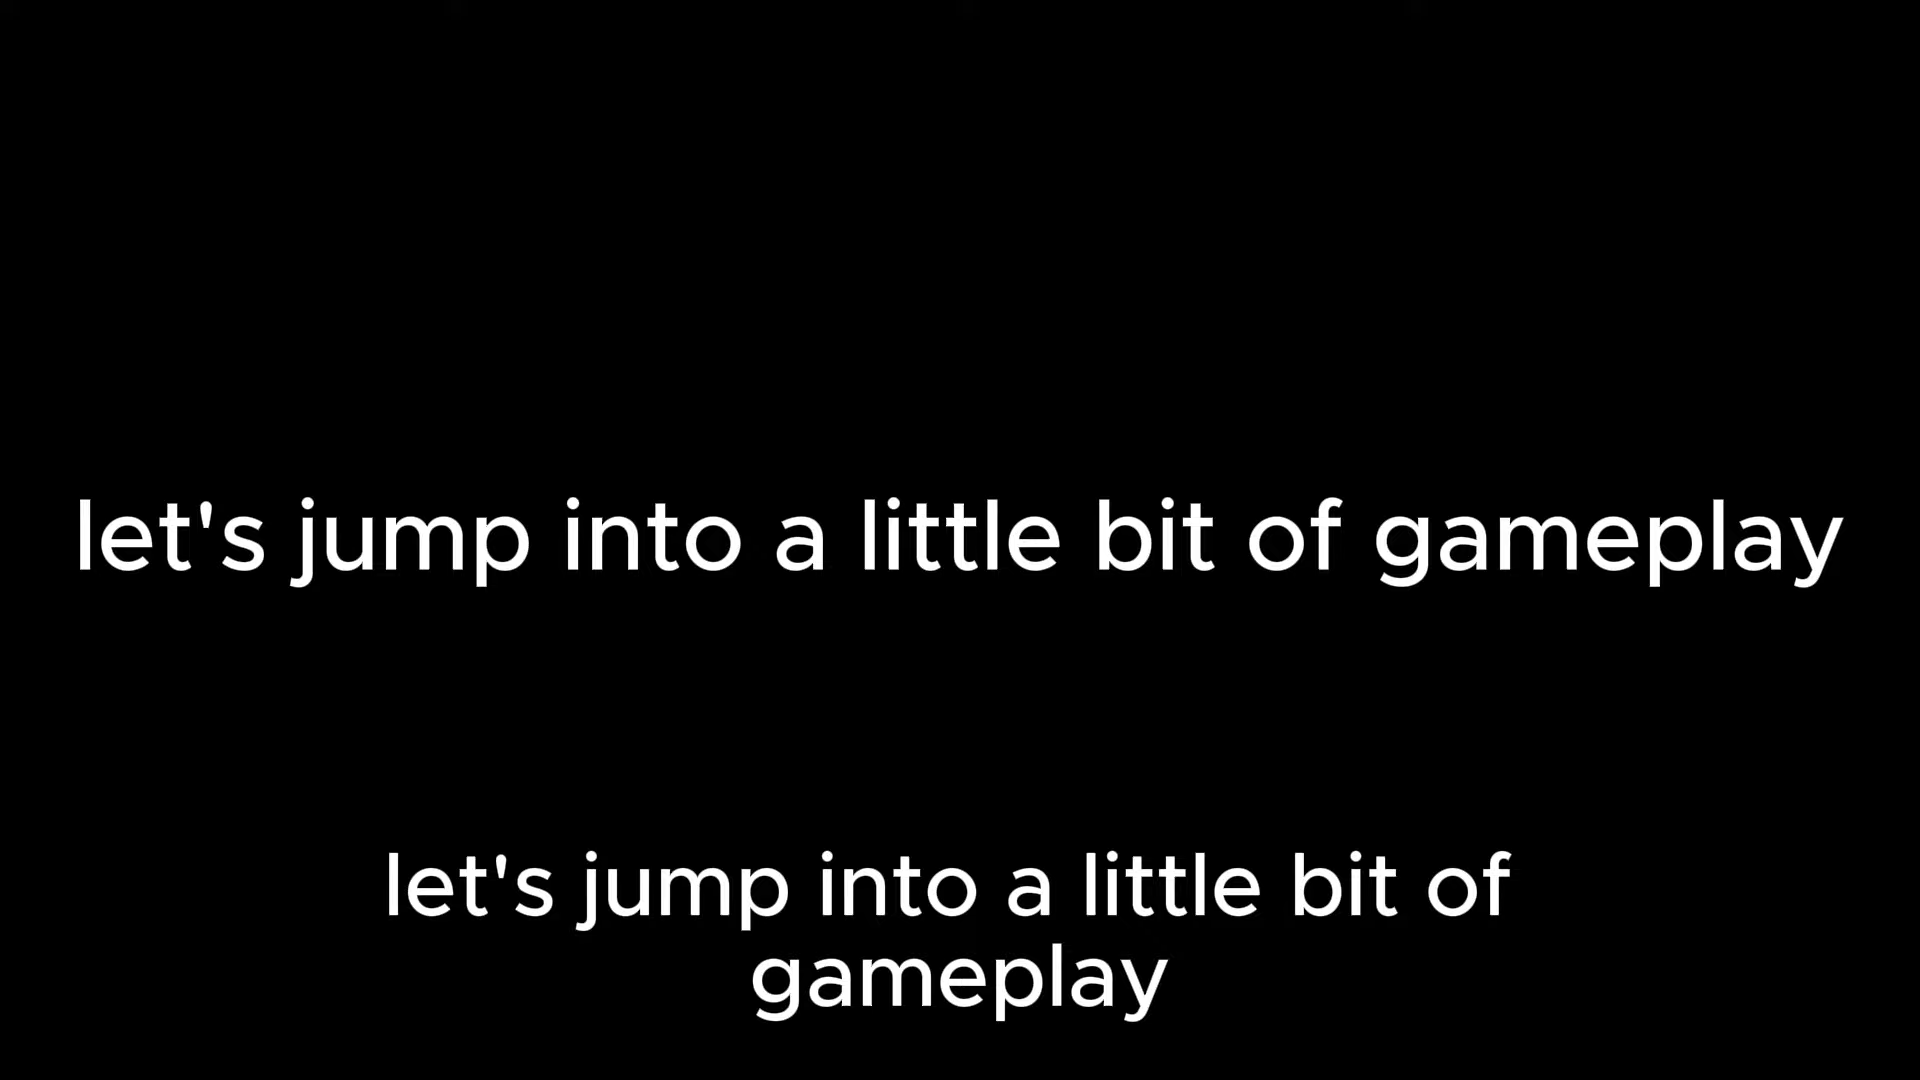 let's jump into a little bit of gameplay
let's jump into a little bit of
gameplay